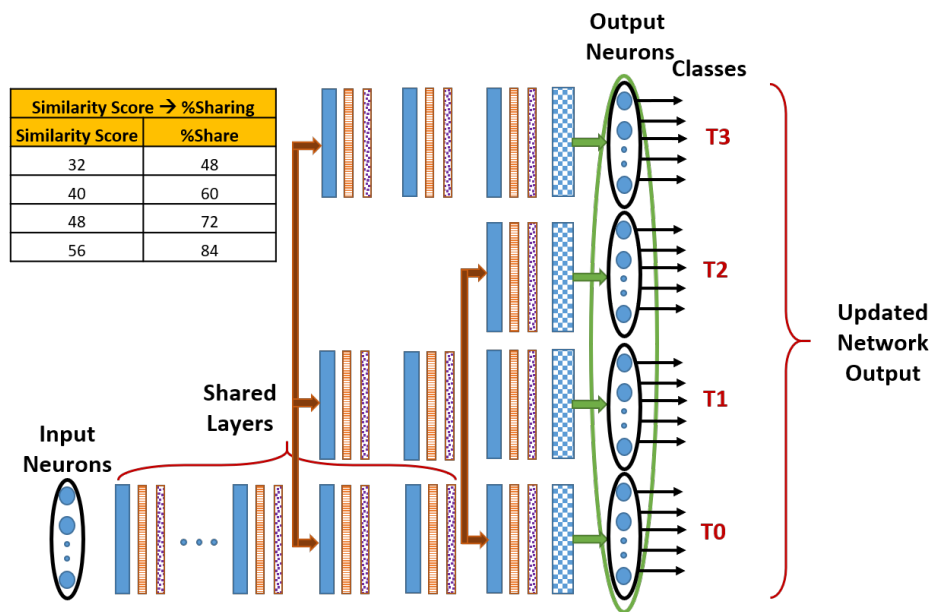 Output
Neurons
Classes
Similarity Score → %Sharing
Similarity Score %Share
32 48
40 60
48 72
56 84
T3
T2
Updated
Network
Output
Shared
Layers
T1
Input
Neurons
T0